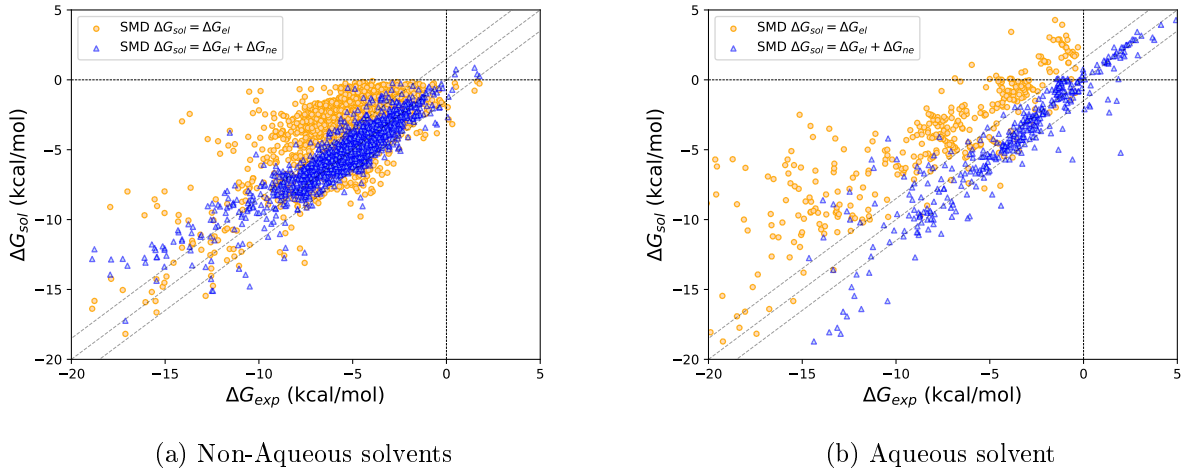 SMD ΔG_sol = ΔG_el
SMD ΔG_sol = ΔG_el + ΔG_ne
5
0
−5
−10
−15
−20
ΔG_sol (kcal/mol)
−20 −15 −10 −5 0 5
ΔG_exp (kcal/mol)
(a) Non-Aqueous solvents
SMD ΔG_sol = ΔG_el
SMD ΔG_sol = ΔG_el + ΔG_ne
5
0
−5
−10
−15
−20
ΔG_sol (kcal/mol)
−20 −15 −10 −5 0 5
ΔG_exp (kcal/mol)
(b) Aqueous solvent